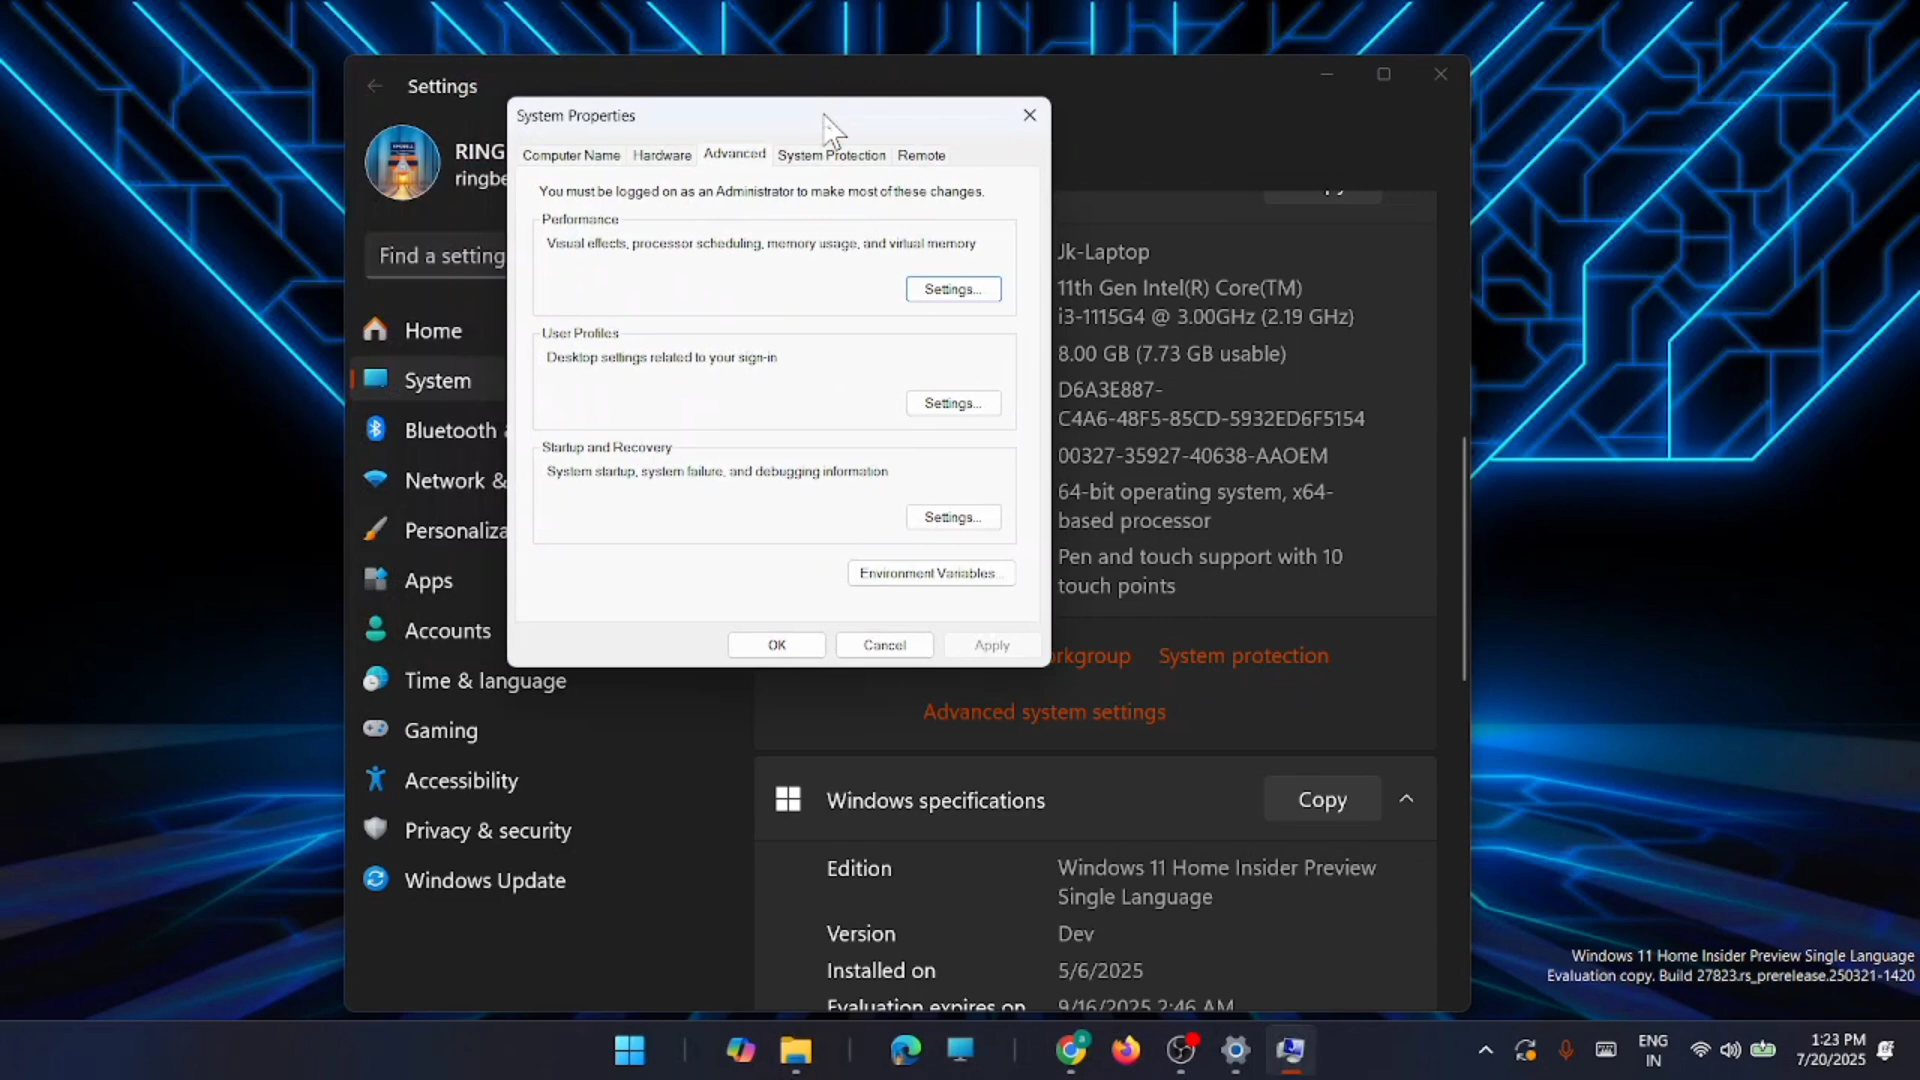 Settings
System Properties
Computer Name Hardware Advanced System Protection Remote
You must be logged on as an Administrator to make most of these changes.
Performance
Visual effects, processor scheduling, memory usage, and virtual memory
Settings...
User Profiles
Desktop settings related to your sign-in
Settings...
Startup and Recovery
System startup, system failure, and debugging information
Settings...
Environment Variables...
OK Cancel Apply
RING
ringbe
Find a setting
Home
System
Bluetooth
Network &
Personaliza
Apps
Accounts
Time & language
Gaming
Accessibility
Privacy & security
Windows Update
Jk-Laptop
11th Gen Intel(R) Core(TM)
i3-1115G4 @ 3.00GHz (2.19 GHz)
8.00 GB (7.73 GB usable)
D6A3E887-
C4A6-48F5-85CD-5932ED6F5154
00327-35927-40638-AAOEM
64-bit operating system, x64-
based processor
Pen and touch support with 10
touch points
rkgroup System protection
Advanced system settings
Windows specifications Copy
Edition Windows 11 Home Insider Preview
Single Language
Version Dev
Installed on 5/6/2025
Evaluation expires on 9/16/2025 2:46 AM
Windows 11 Home Insider Preview Single Language
Evaluation copy. Build 27823.rs_prerelease.250321-1420
ENG
IN
1:23 PM
7/20/2025